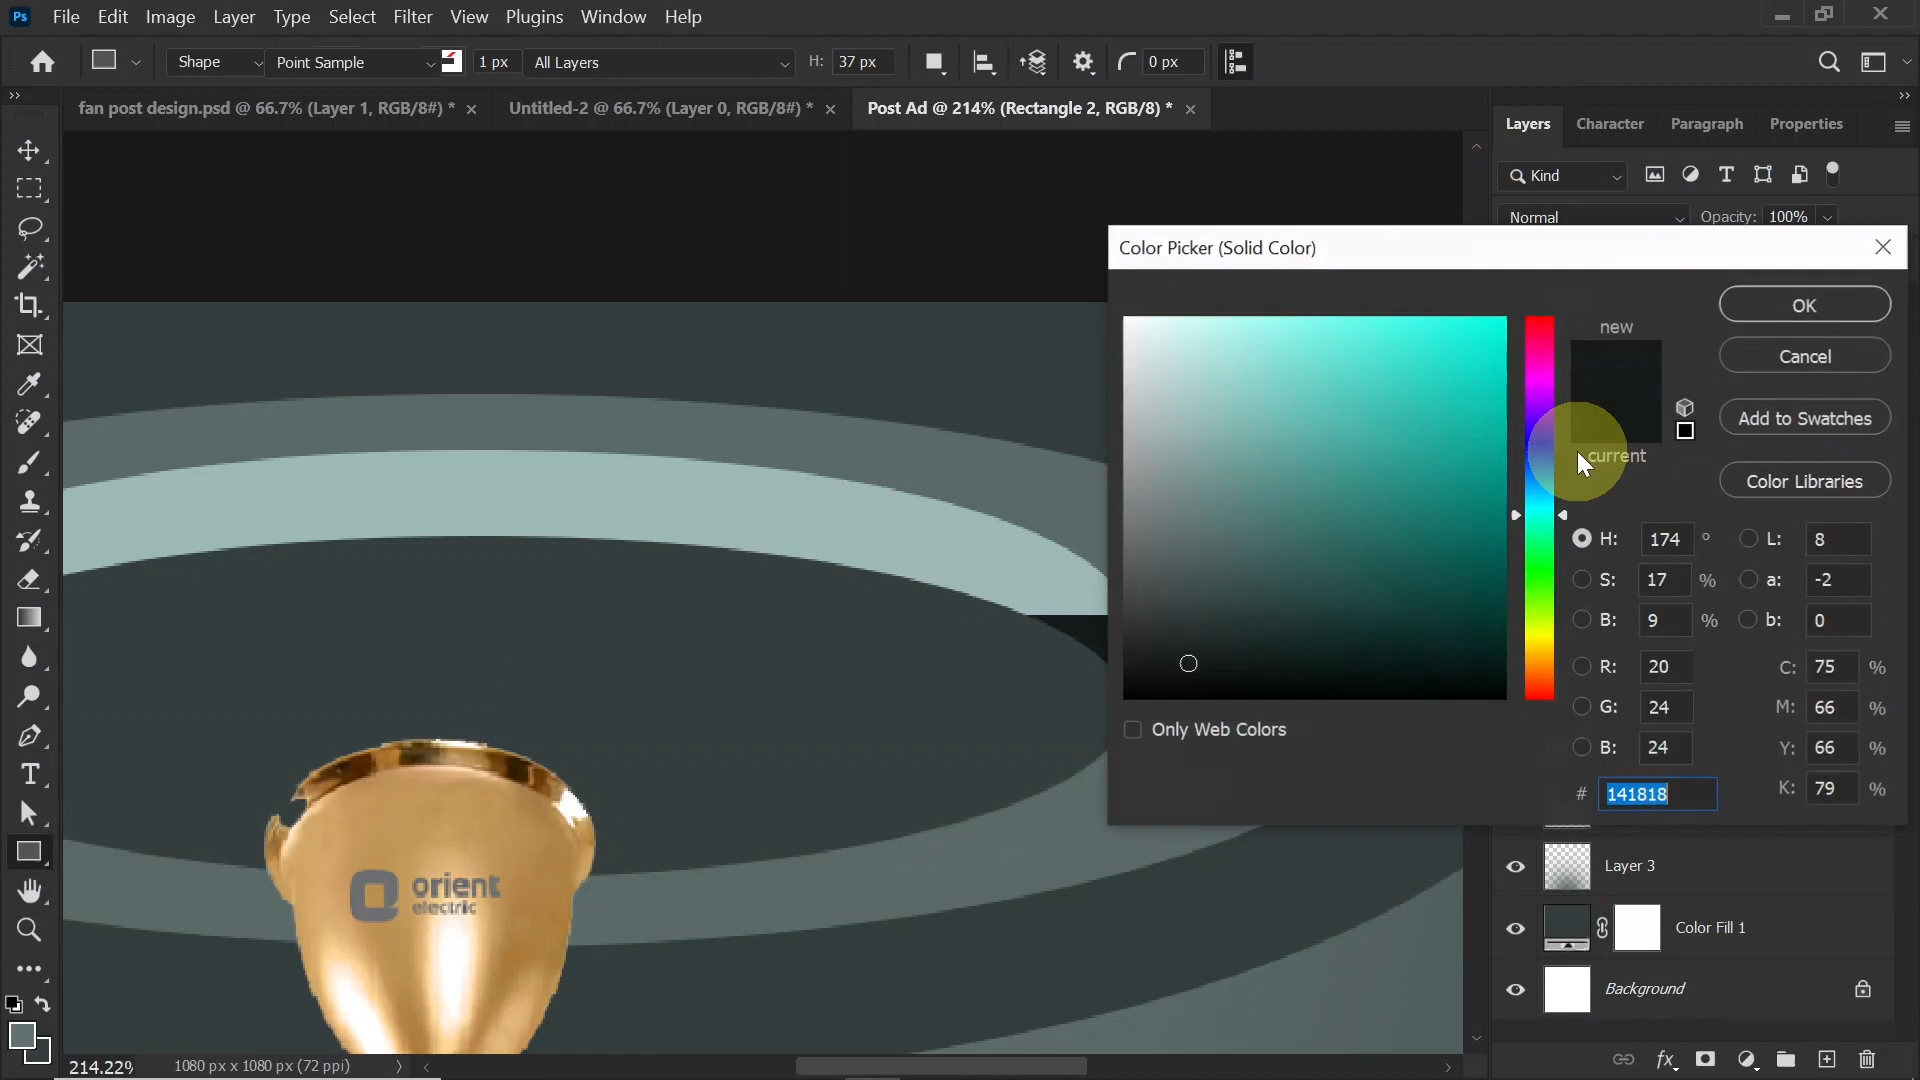 Ps File Edit Image Layer Type Select Filter View Plugins Window Help
Shape Point Sample 1 px All Layers H: 37 px 0 px
fan post design.psd @ 66.7% (Layer 1, RGB/8#) * Untitled-2 @ 66.7% (Layer 0, RGB/8#) * Post Ad @ 214% (Rectangle 2, RGB/8) *
Layers Character Paragraph Properties
Kind
Normal Opacity: 100%
Color Picker (Solid Color)
OK
new
Cancel
Add to Swatches
current
Color Libraries
H: 174 ° L: 8
S: 17 % a: -2
B: 9 % b: 0
R: 20 C: 75 %
G: 24 M: 66 %
B: 24 Y: 66 %
# 141818 K: 79 %
Only Web Colors
orient
electric
Layer 3
Color Fill 1
Background
fx
T
214.22% 1080 px x 1080 px (72 ppi)